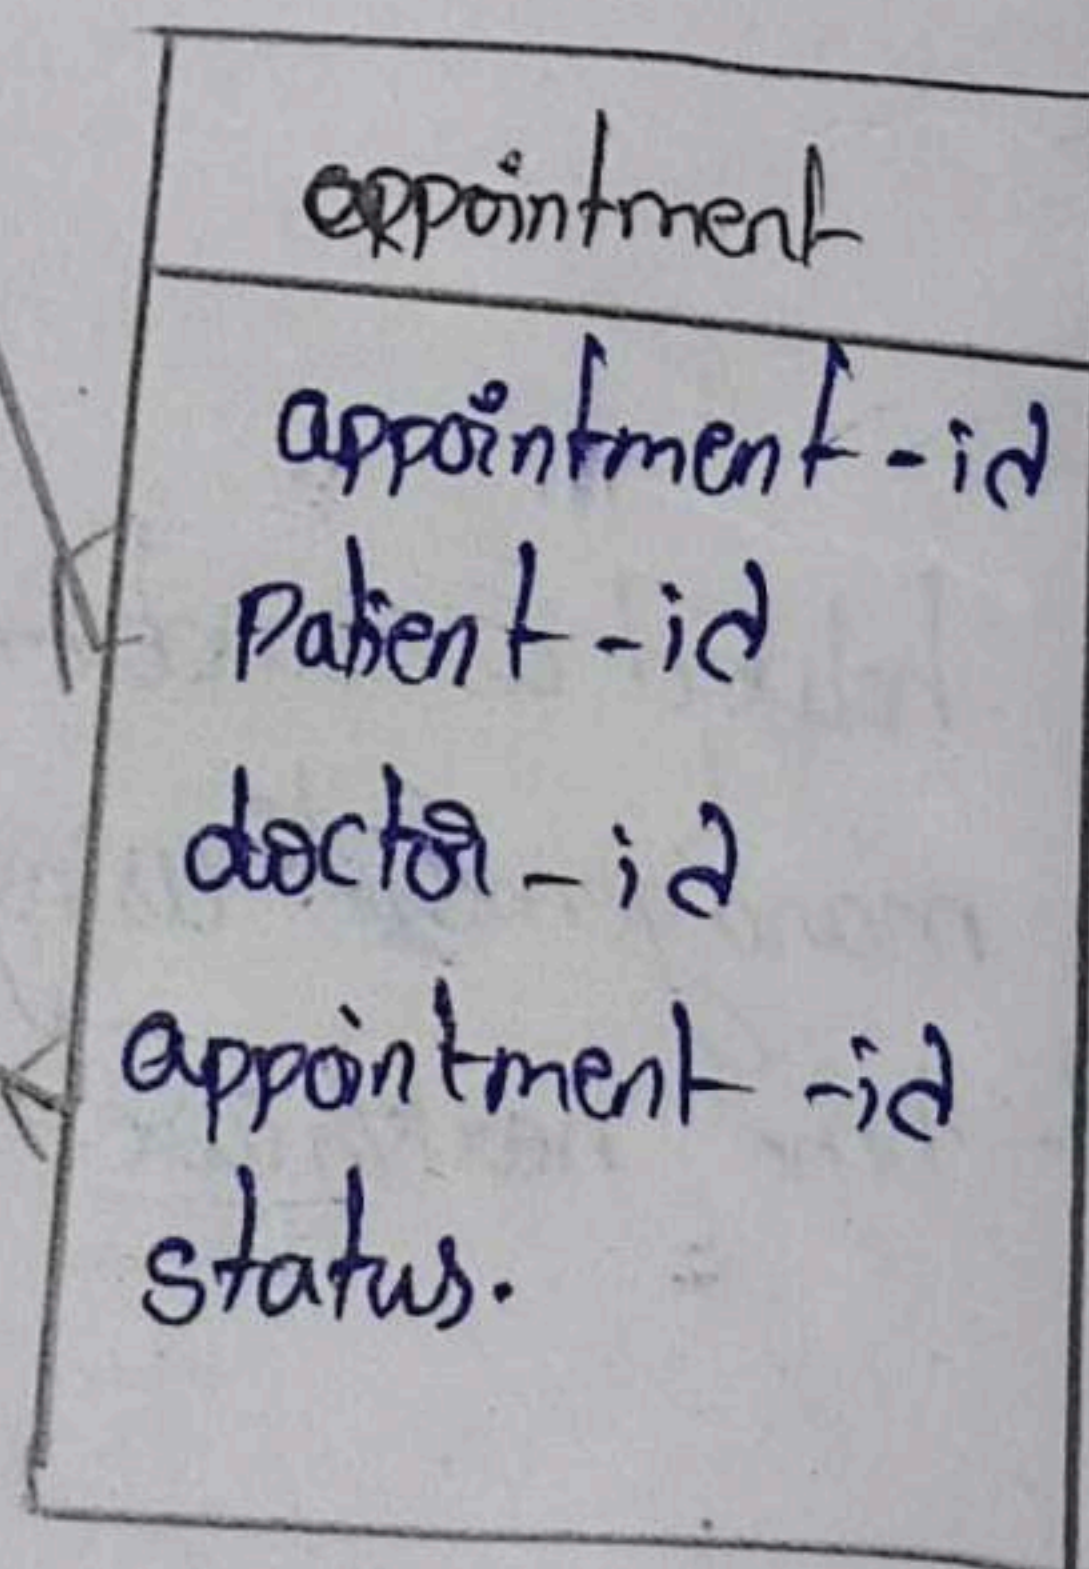 appointment
appointment-id
Patient-id
doctor-id
appointment-id
status.